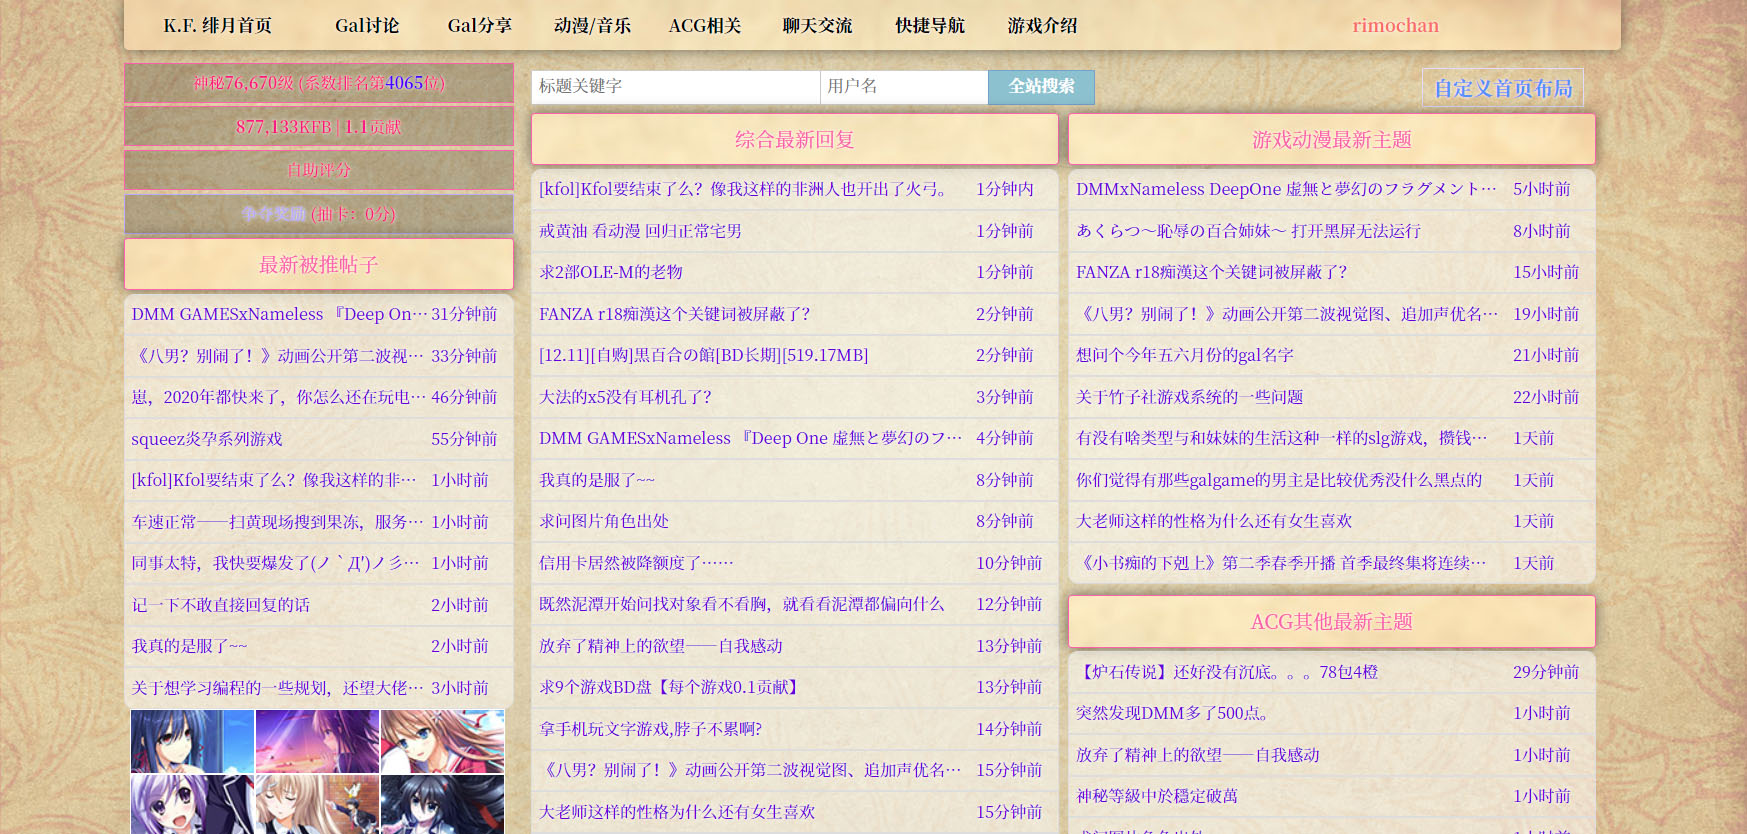 K.F. 绯月首页 Gal讨论 Gal分享 动漫/音乐 ACG相关 聊天交流 快捷导航 游戏介绍 rimochan
神秘76,670级 (系数排名第4065位)
877,133KFB | 1.1贡献
自助评分
争夺奖励 (抽卡：0分)
最新被推帖子
DMM GAMESxNameless 『Deep On… 31分钟前
《八男？别闹了！》动画公开第二波视… 33分钟前
崽，2020年都快来了，你怎么还在玩电… 46分钟前
squeez炎孕系列游戏 55分钟前
[kfol]Kfol要结束了么？像我这样的非… 1小时前
车速正常——扫黄现场搜到果冻，服务… 1小时前
同事太特，我快要爆发了(ノ｀Д')ノ彡… 1小时前
记一下不敢直接回复的话 2小时前
我真的是服了~~ 2小时前
关于想学习编程的一些规划，还望大佬… 3小时前
标题关键字 用户名 全站搜索
自定义首页布局
综合最新回复
[kfol]Kfol要结束了么？像我这样的非洲人也开出了火弓。 1分钟内
戒黄油 看动漫 回归正常宅男 1分钟前
求2部OLE-M的老物 1分钟前
FANZA r18痴漢这个关键词被屏蔽了？ 2分钟前
[12.11][自购]黒百合の館[BD长期][519.17MB] 2分钟前
大法的x5没有耳机孔了？ 3分钟前
DMM GAMESxNameless 『Deep One 虚無と夢幻のフ… 4分钟前
我真的是服了~~ 8分钟前
求问图片角色出处 8分钟前
信用卡居然被降额度了…… 10分钟前
既然泥潭开始问找对象看不看胸，就看看泥潭都偏向什么 12分钟前
放弃了精神上的欲望——自我感动 13分钟前
求9个游戏BD盘【每个游戏0.1贡献】 13分钟前
拿手机玩文字游戏,脖子不累啊? 14分钟前
《八男？别闹了！》动画公开第二波视觉图、追加声优名… 15分钟前
大老师这样的性格为什么还有女生喜欢 15分钟前
游戏动漫最新主题
DMMxNameless DeepOne 虚無と夢幻のフラグメント… 5小时前
あくらつ～恥辱の百合姉妹～ 打开黑屏无法运行 8小时前
FANZA r18痴漢这个关键词被屏蔽了？ 15小时前
《八男？别闹了！》动画公开第二波视觉图、追加声优名… 19小时前
想问个今年五六月份的gal名字 21小时前
关于竹子社游戏系统的一些问题 22小时前
有没有啥类型与和妹妹的生活这种一样的slg游戏，攒钱… 1天前
你们觉得有那些galgame的男主是比较优秀没什么黑点的 1天前
大老师这样的性格为什么还有女生喜欢 1天前
《小书痴的下剋上》第二季春季开播 首季最终集将连续… 1天前
ACG其他最新主题
【炉石传说】还好没有沉底。。。78包4橙 29分钟前
突然发现DMM多了500点。 1小时前
放弃了精神上的欲望——自我感动 1小时前
神秘等級中於穩定破萬 1小时前